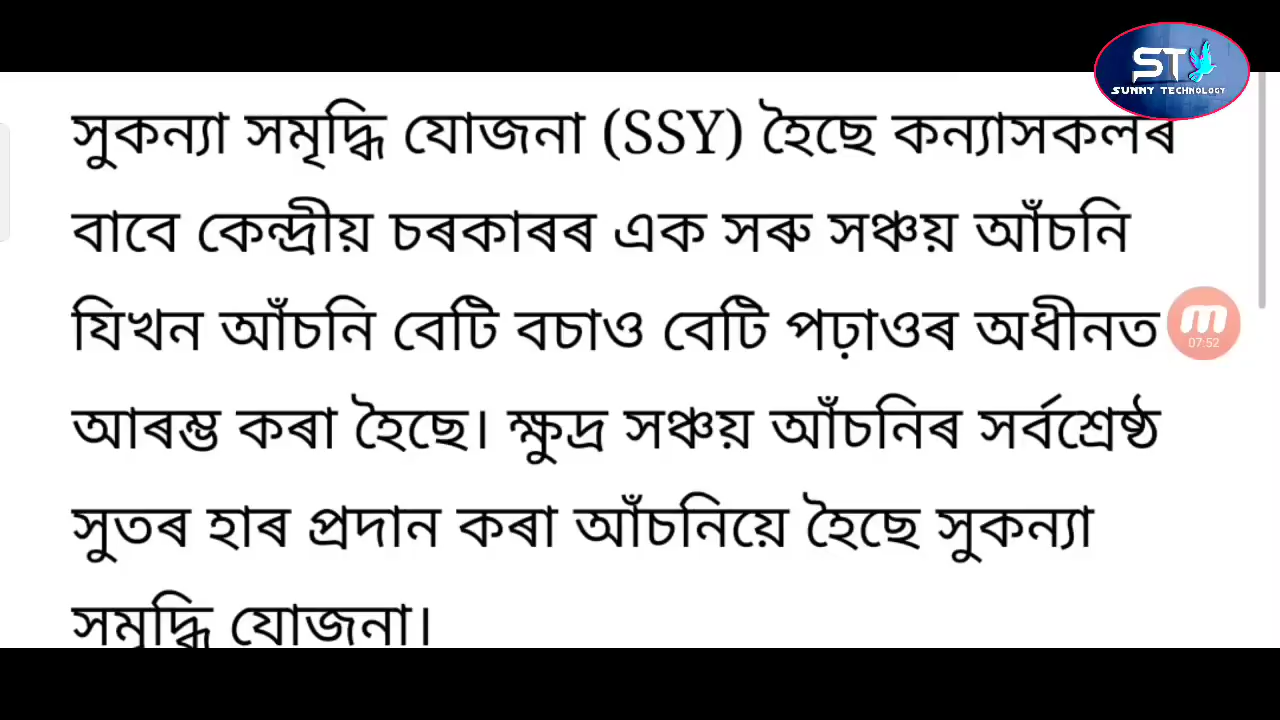 ST
SUNNY TECHNOLOGY
সুকন্যা সমৃদ্ধি যোজনা (SSY) হৈছে কন্যাসকলৰ
বাবে কেন্দ্ৰীয় চৰকাৰৰ এক সৰু সঞ্চয় আঁচনি
যিখন আঁচনি বেটি বচাও বেটি পঢ়াওৰ অধীনত
07:52
আৰম্ভ কৰা হৈছে। ক্ষুদ্ৰ সঞ্চয় আঁচনিৰ সৰ্বশ্ৰেষ্ঠ
সুতৰ হাৰ প্ৰদান কৰা আঁচনিয়ে হৈছে সুকন্যা
সমৃদ্ধি যোজনা।